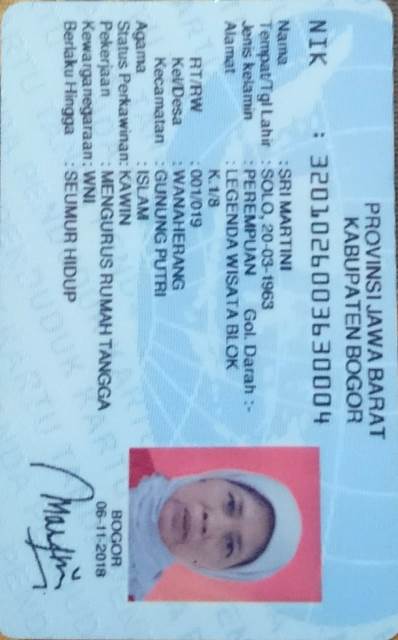 PROVINSI JAWA BARAT
KABUPATEN BOGOR
NIK : 3201026003630004
Nama : SRI MARTINI
Tempat/Tgl Lahir : SOLO, 20-03-1963
Jenis kelamin : PEREMPUAN Gol. Darah :-
Alamat : LEGENDA WISATA BLOK
K.1/8
RT/RW : 001/019
Kel/Desa : WANAHERANG
Kecamatan : GUNUNG PUTRI
Agama : ISLAM
Status Perkawinan: KAWIN
Pekerjaan : MENGURUS RUMAH TANGGA
Kewarganegaraan: WNI
Berlaku Hingga : SEUMUR HIDUP
BOGOR
06-11-2018